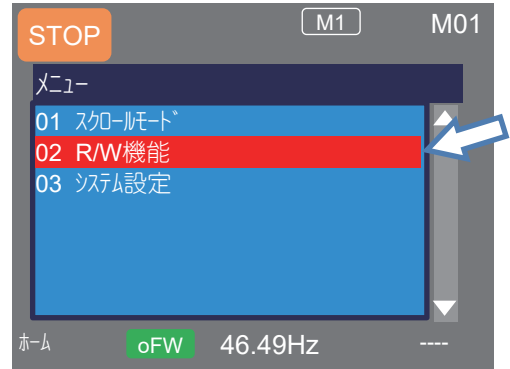 STOP M1 M01
ﾒﾆｭｰ
01 ｽｸﾛｰﾙﾓｰﾄﾞ
02 R/W機能
03 ｼｽﾃﾑ設定
ﾎｰﾑ oFW 46.49Hz ----